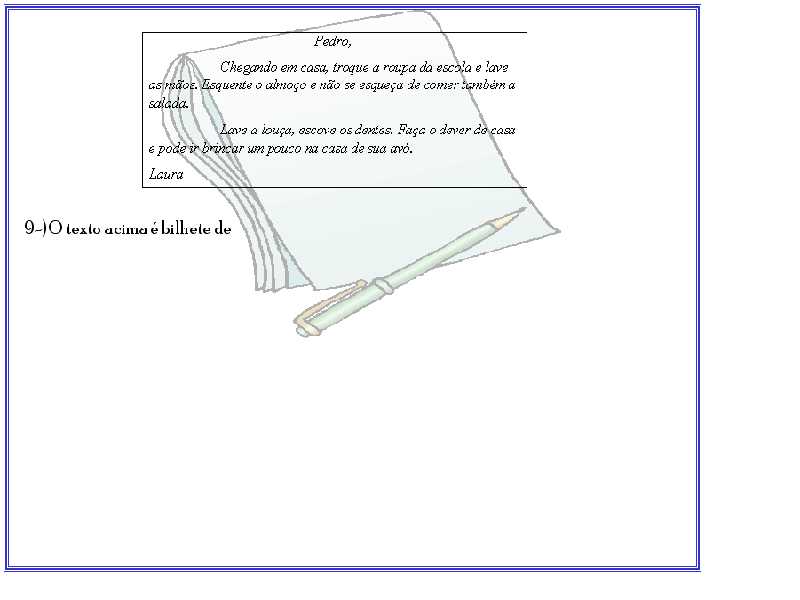 Pedro,
Chegando em casa, troque a roupa da escola e lave
as mãos. Esquente o almoço e não se esqueça de comer também a
salada.
Lave a louça, escove os dentes. Faça o dever de casa
e pode ir brincar um pouco na casa de sua avó.
Laura
9-)O texto acima é bilhete de